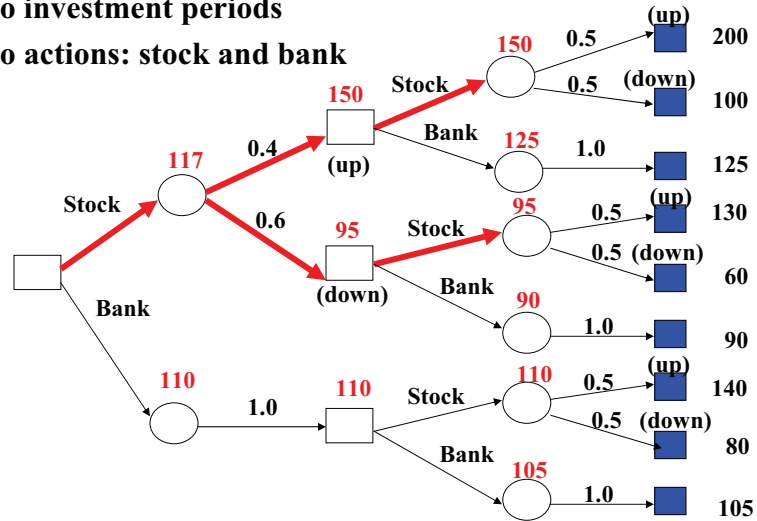 o investment periods
o actions: stock and bank
(up)
200
150
0.5
0.5
(down)
100
Stock
150
Bank
125
1.0
125
0.4
(up)
117
Stock
0.6
(up)
130
95
0.5
Stock
95
0.5
(down)
60
(down)
Bank
90
1.0
90
Bank
(up)
140
110
110
110
0.5
Stock
0.5
(down)
80
1.0
Bank
105
1.0
105